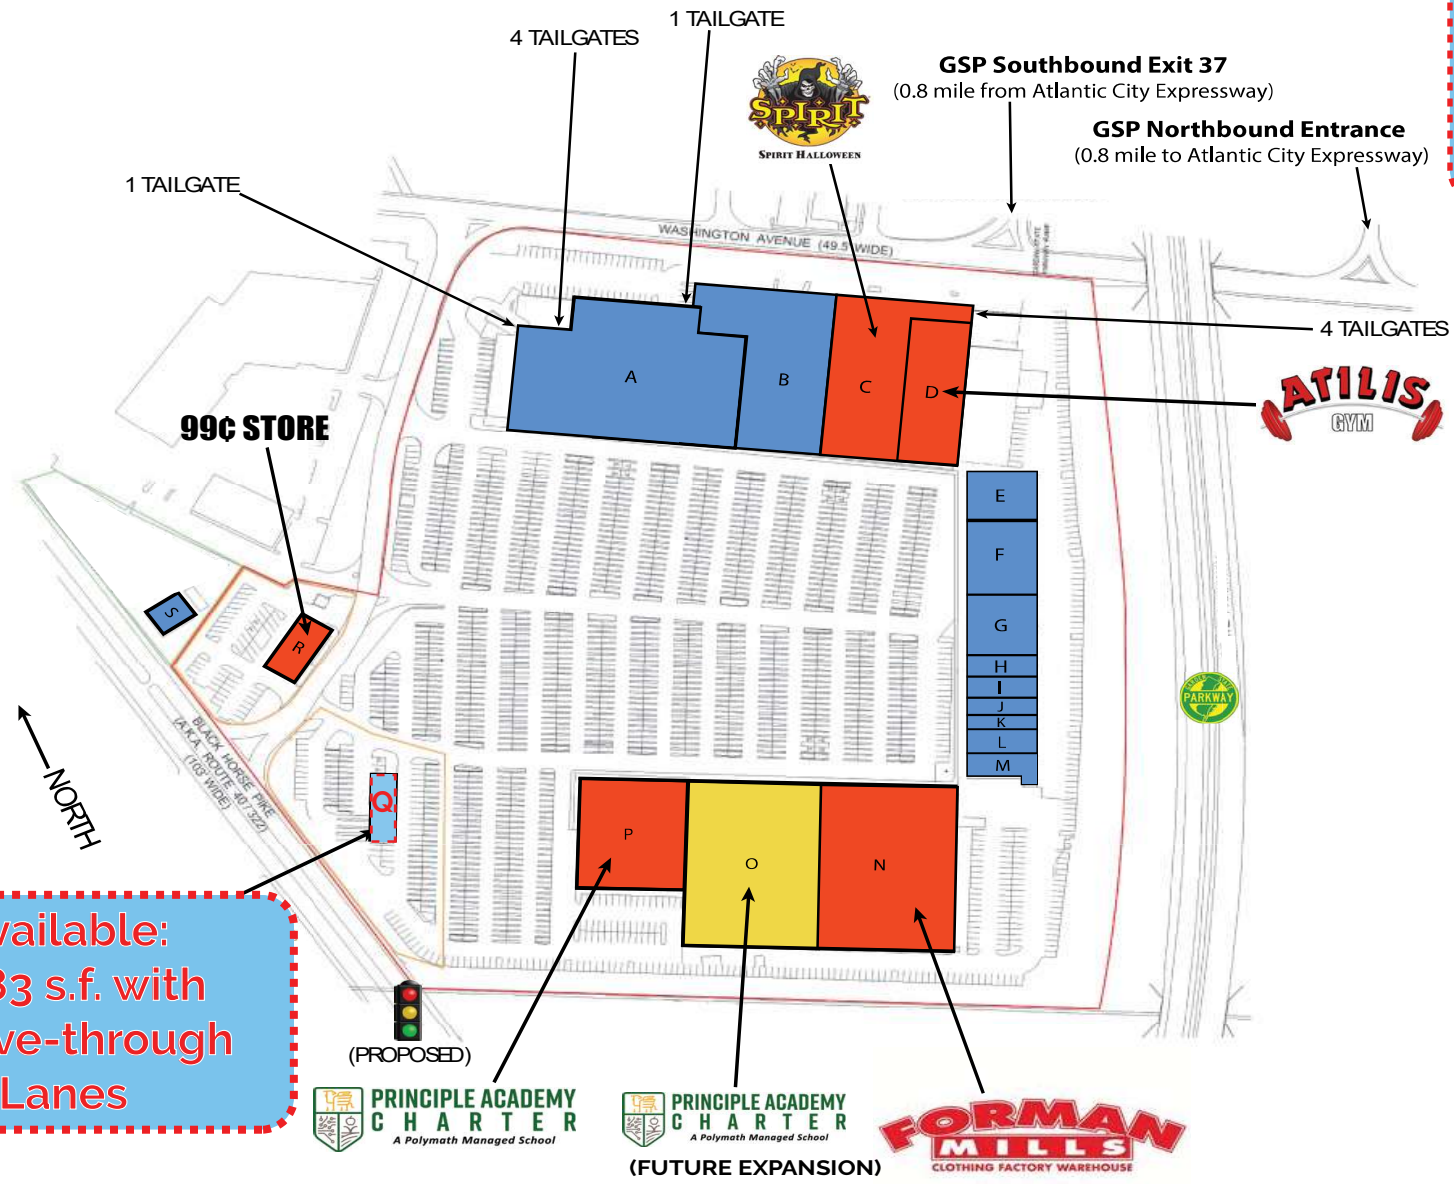 1 TAILGATE
4 TAILGATES
SPIRIT
SPIRIT HALLOWEEN
GSP Southbound Exit 37
(0.8 mile from Atlantic City Expressway)
GSP Northbound Entrance
(0.8 mile to Atlantic City Expressway)
1 TAILGATE
WASHINGTON AVENUE (49.5' WIDE)
4 TAILGATES
A
B
C
D
ATILIS
GYM
99¢ STORE
E
F
G
H
I
J
K
L
M
S
R
PARKWAY
BLACK HORSE PIKE
(A.K.A. ROUTE 40 / 322)
(103' WIDE)
NORTH
Q
P
O
N
vailable:
33 s.f. with
ve-through
Lanes
(PROPOSED)
PRINCIPLE ACADEMY
CHARTER
A Polymath Managed School
PRINCIPLE ACADEMY
CHARTER
A Polymath Managed School
(FUTURE EXPANSION)
FORMAN
MILLS
CLOTHING FACTORY WAREHOUSE